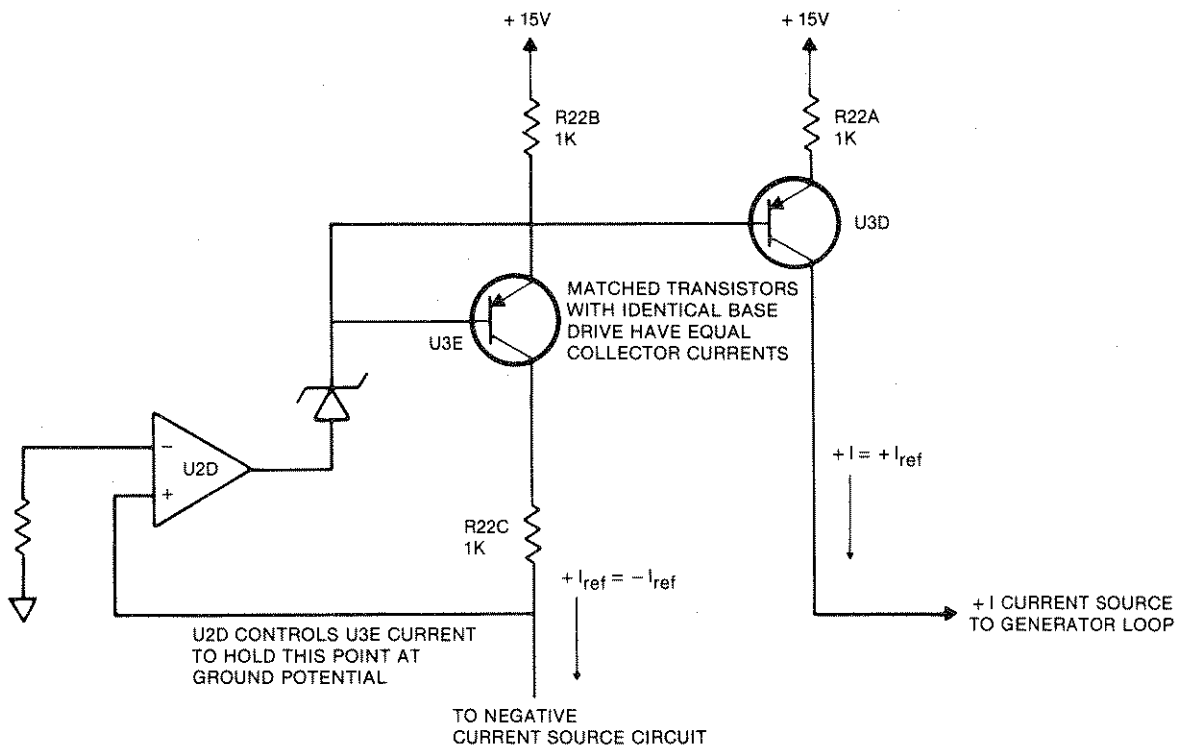 + 15V
+ 15V
R22B
1K
R22A
1K
U3D
MATCHED TRANSISTORS
WITH IDENTICAL BASE
DRIVE HAVE EQUAL
COLLECTOR CURRENTS
U3E
−
U2D
+
+ I = + Iref
R22C
1K
+ Iref = − Iref
+ I CURRENT SOURCE
TO GENERATOR LOOP
U2D CONTROLS U3E CURRENT
TO HOLD THIS POINT AT
GROUND POTENTIAL
TO NEGATIVE
CURRENT SOURCE CIRCUIT